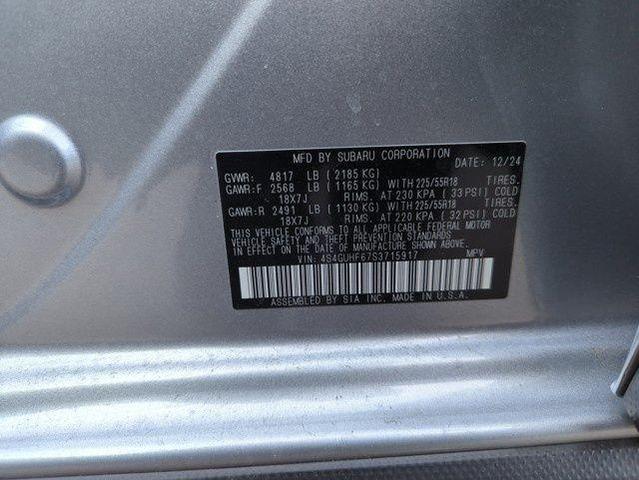 MFD BY SUBARU CORPORATION DATE: 12/24
GVWR: 4817 LB (2185 KG)
GAWR:F 2568 LB (1165 KG) WITH 225/55R18 TIRES.
18X7J RIMS. AT 230 KPA (33 PSI) COLD
GAWR:R 2491 LB (1130 KG) WITH 225/55R18 TIRES.
18X7J RIMS. AT 220 KPA (32 PSI) COLD
THIS VEHICLE CONFORMS TO ALL APPLICABLE FEDERAL MOTOR
VEHICLE SAFETY AND THEFT PREVENTION STANDARDS
IN EFFECT ON THE DATE OF MANUFACTURE SHOWN ABOVE.
VIN: 4S4GUHF67S3715917 MPV
ASSEMBLED BY SIA INC. MADE IN U.S.A.